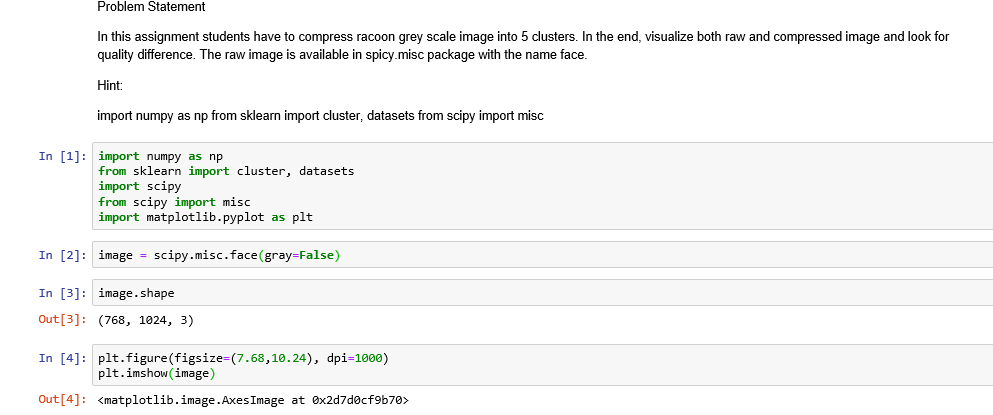 Problem Statement
In this assignment students have to compress racoon grey scale image into 5 clusters. In the end, visualize both raw and compressed image and look for
quality difference. The raw image is available in spicy.misc package with the name face.
Hint:
import numpy as np from sklearn import cluster, datasets from scipy import misc
In [1]: import numpy as np
from sklearn import cluster, datasets
import scipy
from scipy import misc
import matplotlib.pyplot as plt
In [2]: image = scipy.misc.face(gray=False)
In [3]: image.shape
Out[3]: (768, 1024, 3)
In [4]: plt.figure(figsize=(7.68,10.24), dpi=1000)
plt.imshow(image)
Out[4]: <matplotlib.image.AxesImage at 0x2d7d0cf9b70>